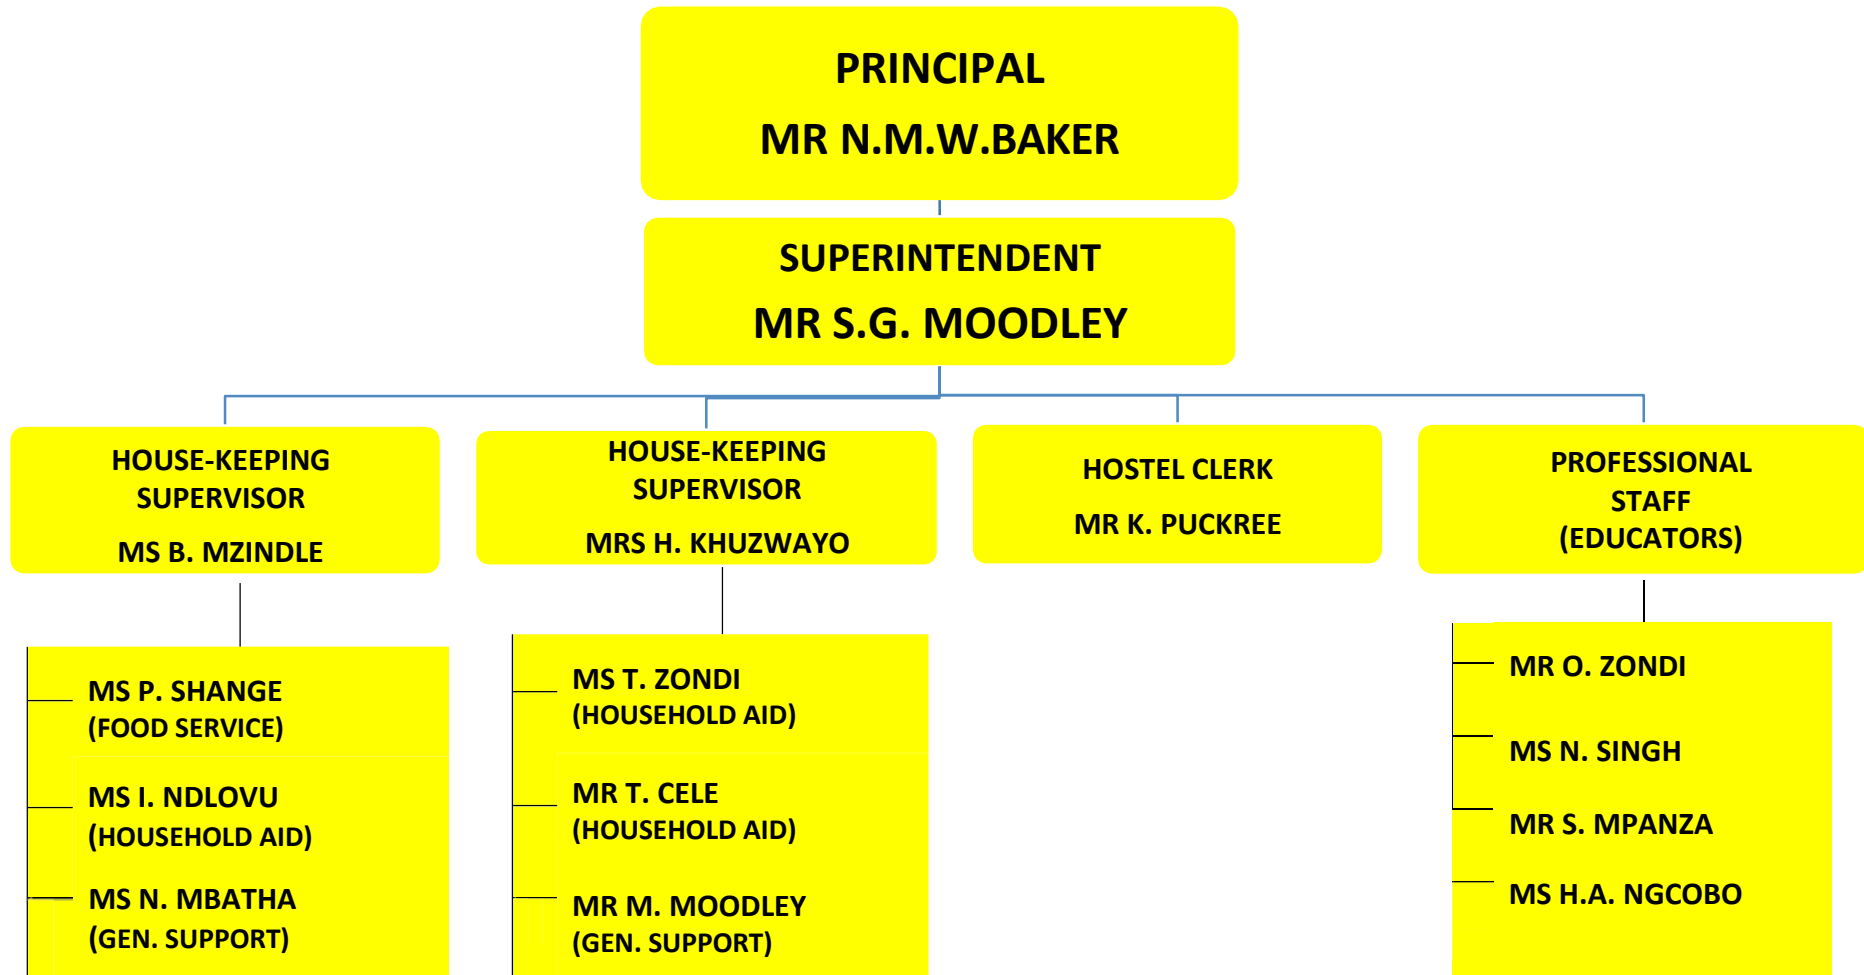 PRINCIPAL
MR N.M.W.BAKER
SUPERINTENDENT
MR S.G. MOODLEY
HOUSE-KEEPING
SUPERVISOR
MS B. MZINDLE
HOUSE-KEEPING
SUPERVISOR
MRS H. KHUZWAYO
HOSTEL CLERK
MR K. PUCKREE
PROFESSIONAL
STAFF
(EDUCATORS)
MS P. SHANGE
(FOOD SERVICE)
MS I. NDLOVU
(HOUSEHOLD AID)
MS N. MBATHA
(GEN. SUPPORT)
MS T. ZONDI
(HOUSEHOLD AID)
MR T. CELE
(HOUSEHOLD AID)
MR M. MOODLEY
(GEN. SUPPORT)
MR O. ZONDI
MS N. SINGH
MR S. MPANZA
MS H.A. NGCOBO